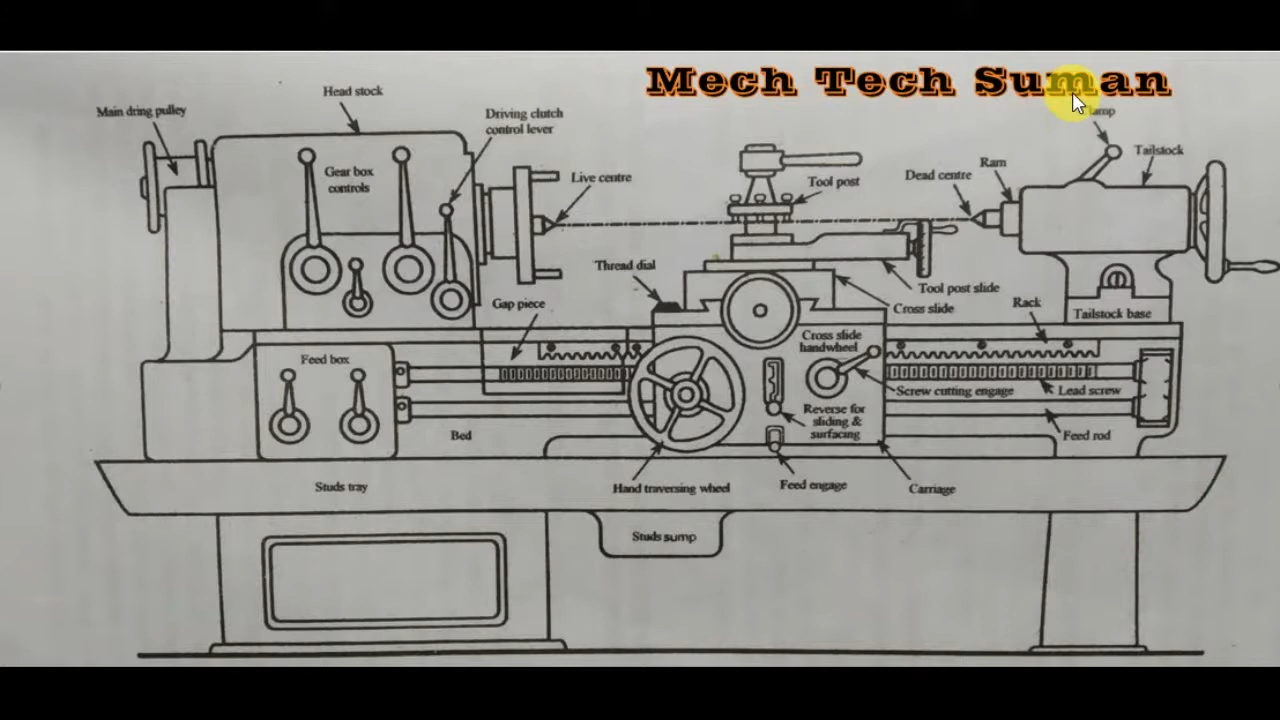 Mech Tech Suman
Head stock
Main dring pulley
Driving clutch
control lever
Tailstock
Ram
Gear box
controls
Live centre
Tool post
Dead centre
Thread dial
Tool post slide
Gap piece
Cross slide
Rack
Tailstock base
Cross slide
handwheel
Feed box
Screw cutting engage
Lead screw
Reverse for
sliding &
surfacing
Bed
Feed rod
Studs tray
Hand traversing wheel
Feed engage
Carriage
Studs sump